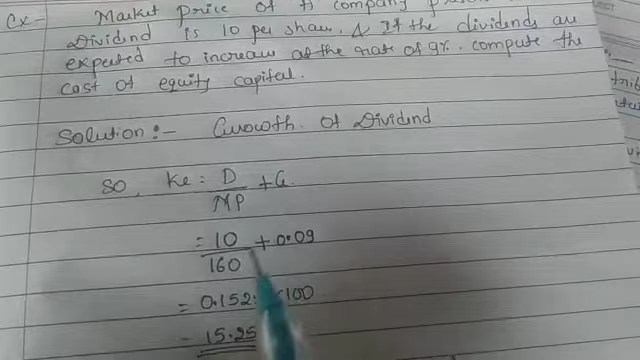 Ex- Market price of A company
Dividend is 10 per share, & If the dividends are
expected to increase at the rate of 9%. compute the
cost of equity capital.
Solution:- Growth of Dividend
So, Ke = D/MP + G
= 10/160 + 0.09
= 0.152 100
= 15.25